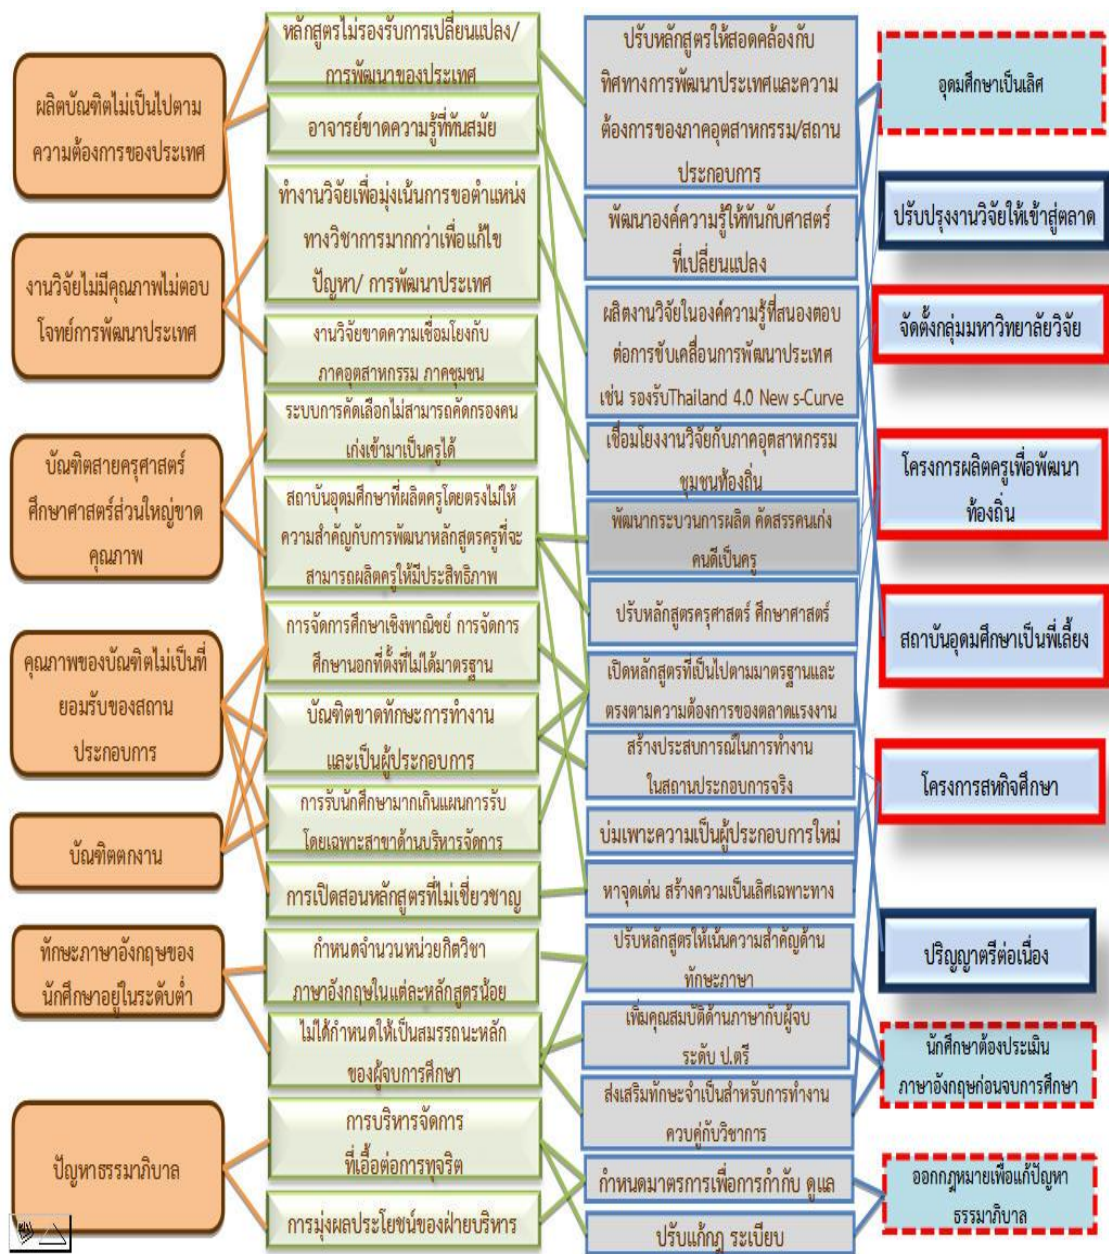 ผลิตบัณฑิตไม่เป็นไปตาม
ความต้องการของประเทศ
งานวิจัยไม่มีคุณภาพไม่ตอบ
โจทย์การพัฒนาประเทศ
บัณฑิตสายครุศาสตร์
ศึกษาศาสตร์ส่วนใหญ่ขาด
คุณภาพ
คุณภาพของบัณฑิตไม่เป็นที่
ยอมรับของสถาน
ประกอบการ
บัณฑิตตกงาน
ทักษะภาษาอังกฤษของ
นักศึกษาอยู่ในระดับต่ำ
ปัญหาธรรมาภิบาล
หลักสูตรไม่รองรับการเปลี่ยนแปลง/
การพัฒนาของประเทศ
อาจารย์ขาดความรู้ที่ทันสมัย
ทำงานวิจัยเพื่อมุ่งเน้นการขอตำแหน่ง
ทางวิชาการมากกว่าเพื่อแก้ไข
ปัญหา/ การพัฒนาประเทศ
งานวิจัยขาดความเชื่อมโยงกับ
ภาคอุตสาหกรรม ภาคชุมชน
ระบบการคัดเลือกไม่สามารถคัดกรองคน
เก่งเข้ามาเป็นครูได้
สถาบันอุดมศึกษาที่ผลิตครูโดยตรงไม่ให้
ความสำคัญกับการพัฒนาหลักสูตรครูที่จะ
สามารถผลิตครูให้มีประสิทธิภาพ
การจัดการศึกษาเชิงพาณิชย์ การจัดการ
ศึกษานอกที่ตั้งที่ไม่ได้มาตรฐาน
บัณฑิตขาดทักษะการทำงาน
และเป็นผู้ประกอบการ
การรับนักศึกษามากเกินแผนการรับ
โดยเฉพาะสาขาด้านบริหารจัดการ
การเปิดสอนหลักสูตรที่ไม่เชี่ยวชาญ
กำหนดจำนวนหน่วยกิตวิชา
ภาษาอังกฤษในแต่ละหลักสูตรน้อย
ไม่ได้กำหนดให้เป็นสมรรถนะหลัก
ของผู้จบการศึกษา
การบริหารจัดการ
ที่เอื้อต่อการทุจริต
การมุ่งผลประโยชน์ของฝ่ายบริหาร
ปรับหลักสูตรให้สอดคล้องกับ
ทิศทางการพัฒนาประเทศและความ
ต้องการของภาคอุตสาหกรรม/สถาน
ประกอบการ
พัฒนาองค์ความรู้ให้ทันกับศาสตร์
ที่เปลี่ยนแปลง
ผลิตงานวิจัยในองค์ความรู้ที่สนองตอบ
ต่อการขับเคลื่อนการพัฒนาประเทศ
เช่น รองรับThailand 4.0 New s-Curve
เชื่อมโยงงานวิจัยกับภาคอุตสาหกรรม
ชุมชนท้องถิ่น
พัฒนากระบวนการผลิต คัดสรรคนเก่ง
คนดีเป็นครู
ปรับหลักสูตรครุศาสตร์ ศึกษาศาสตร์
เปิดหลักสูตรที่เป็นไปตามมาตรฐานและ
ตรงตามความต้องการของตลาดแรงงาน
สร้างประสบการณ์ในการทำงาน
ในสถานประกอบการจริง
บ่มเพาะความเป็นผู้ประกอบการใหม่
หาจุดเด่น สร้างความเป็นเลิศเฉพาะทาง
ปรับหลักสูตรให้เน้นความสำคัญด้าน
ทักษะภาษา
เพิ่มคุณสมบัติด้านภาษากับผู้จบ
ระดับ ป.ตรี
ส่งเสริมทักษะจำเป็นสำหรับการทำงาน
ควบคู่กับวิชาการ
กำหนดมาตรการเพื่อการกำกับ ดูแล
ปรับแก้กฎ ระเบียบ
อุดมศึกษาเป็นเลิศ
ปรับปรุงงานวิจัยให้เข้าสู่ตลาด
จัดตั้งกลุ่มมหาวิทยาลัยวิจัย
โครงการผลิตครูเพื่อพัฒนา
ท้องถิ่น
สถาบันอุดมศึกษาเป็นพี่เลี้ยง
โครงการสหกิจศึกษา
ปริญญาตรีต่อเนื่อง
นักศึกษาต้องประเมิน
ภาษาอังกฤษก่อนจบการศึกษา
ออกกฎหมายเพื่อแก้ปัญหา
ธรรมาภิบาล